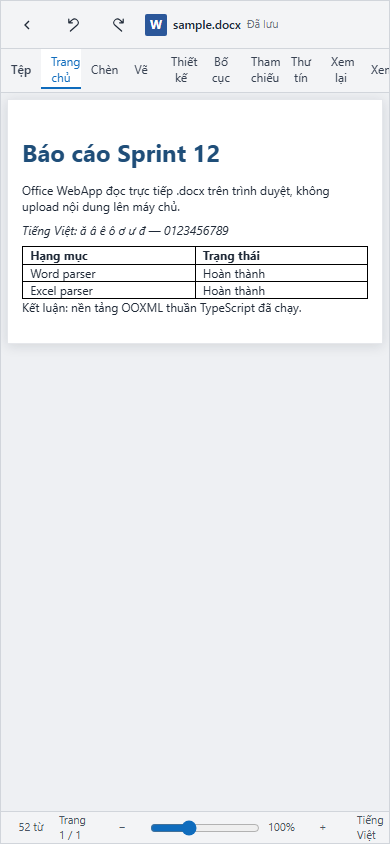 W sample.docx Đã lưu
Tệp Trang chủ Chèn Vẽ Thiết kế Bố cục Tham chiếu Thư tín Xem lại Xem
Báo cáo Sprint 12
Office WebApp đọc trực tiếp .docx trên trình duyệt, không
upload nội dung lên máy chủ.
Tiếng Việt: ă â ê ô ơ ư đ — 0123456789
Hạng mục Trạng thái
Word parser Hoàn thành
Excel parser Hoàn thành
Kết luận: nền tảng OOXML thuần TypeScript đã chạy.
52 từ Trang 1 / 1 − 100% + Tiếng Việt